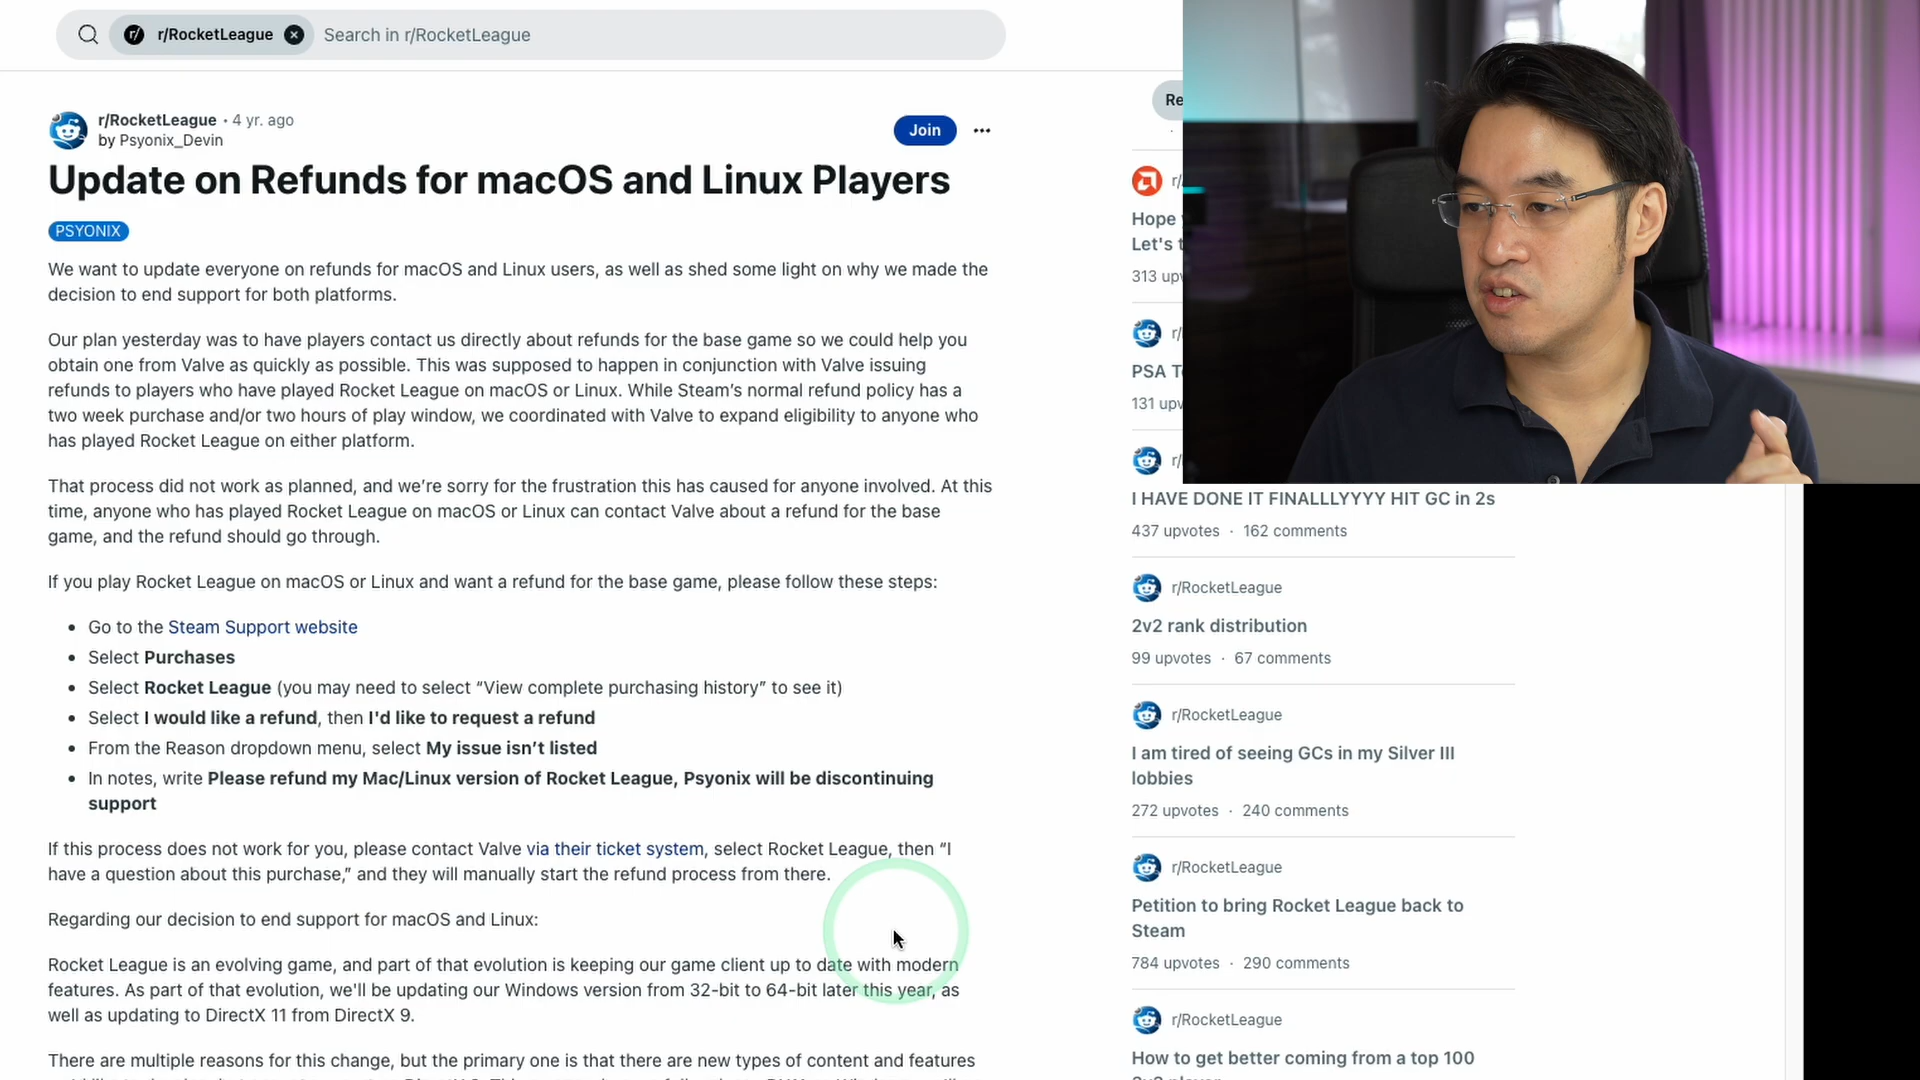 r/RocketLeague
Search in r/RocketLeague
r/RocketLeague • 4 yr. ago
by Psyonix_Devin
Join
Update on Refunds for macOS and Linux Players
PSYONIX
We want to update everyone on refunds for macOS and Linux users, as well as shed some light on why we made the
decision to end support for both platforms.
Our plan yesterday was to have players contact us directly about refunds for the base game so we could help you
obtain one from Valve as quickly as possible. This was supposed to happen in conjunction with Valve issuing
refunds to players who have played Rocket League on macOS or Linux. While Steam’s normal refund policy has a
two week purchase and/or two hours of play window, we coordinated with Valve to expand eligibility to anyone who
has played Rocket League on either platform.
That process did not work as planned, and we’re sorry for the frustration this has caused for anyone involved. At this
time, anyone who has played Rocket League on macOS or Linux can contact Valve about a refund for the base
game, and the refund should go through.
If you play Rocket League on macOS or Linux and want a refund for the base game, please follow these steps:
• Go to the Steam Support website
• Select Purchases
• Select Rocket League (you may need to select “View complete purchasing history” to see it)
• Select I would like a refund, then I'd like to request a refund
• From the Reason dropdown menu, select My issue isn’t listed
• In notes, write Please refund my Mac/Linux version of Rocket League, Psyonix will be discontinuing
support
If this process does not work for you, please contact Valve via their ticket system, select Rocket League, then “I
have a question about this purchase,” and they will manually start the refund process from there.
Regarding our decision to end support for macOS and Linux:
Rocket League is an evolving game, and part of that evolution is keeping our game client up to date with modern
features. As part of that evolution, we'll be updating our Windows version from 32-bit to 64-bit later this year, as
well as updating to DirectX 11 from DirectX 9.
There are multiple reasons for this change, but the primary one is that there are new types of content and features
Re
r/
Hope
Let's
313
r/
PSA
131
r/
I HAVE DONE IT FINALLLYYYY HIT GC in 2s
437 upvotes · 162 comments
r/RocketLeague
2v2 rank distribution
99 upvotes · 67 comments
r/RocketLeague
I am tired of seeing GCs in my Silver III
lobbies
272 upvotes · 240 comments
r/RocketLeague
Petition to bring Rocket League back to
Steam
784 upvotes · 290 comments
r/RocketLeague
How to get better coming from a top 100